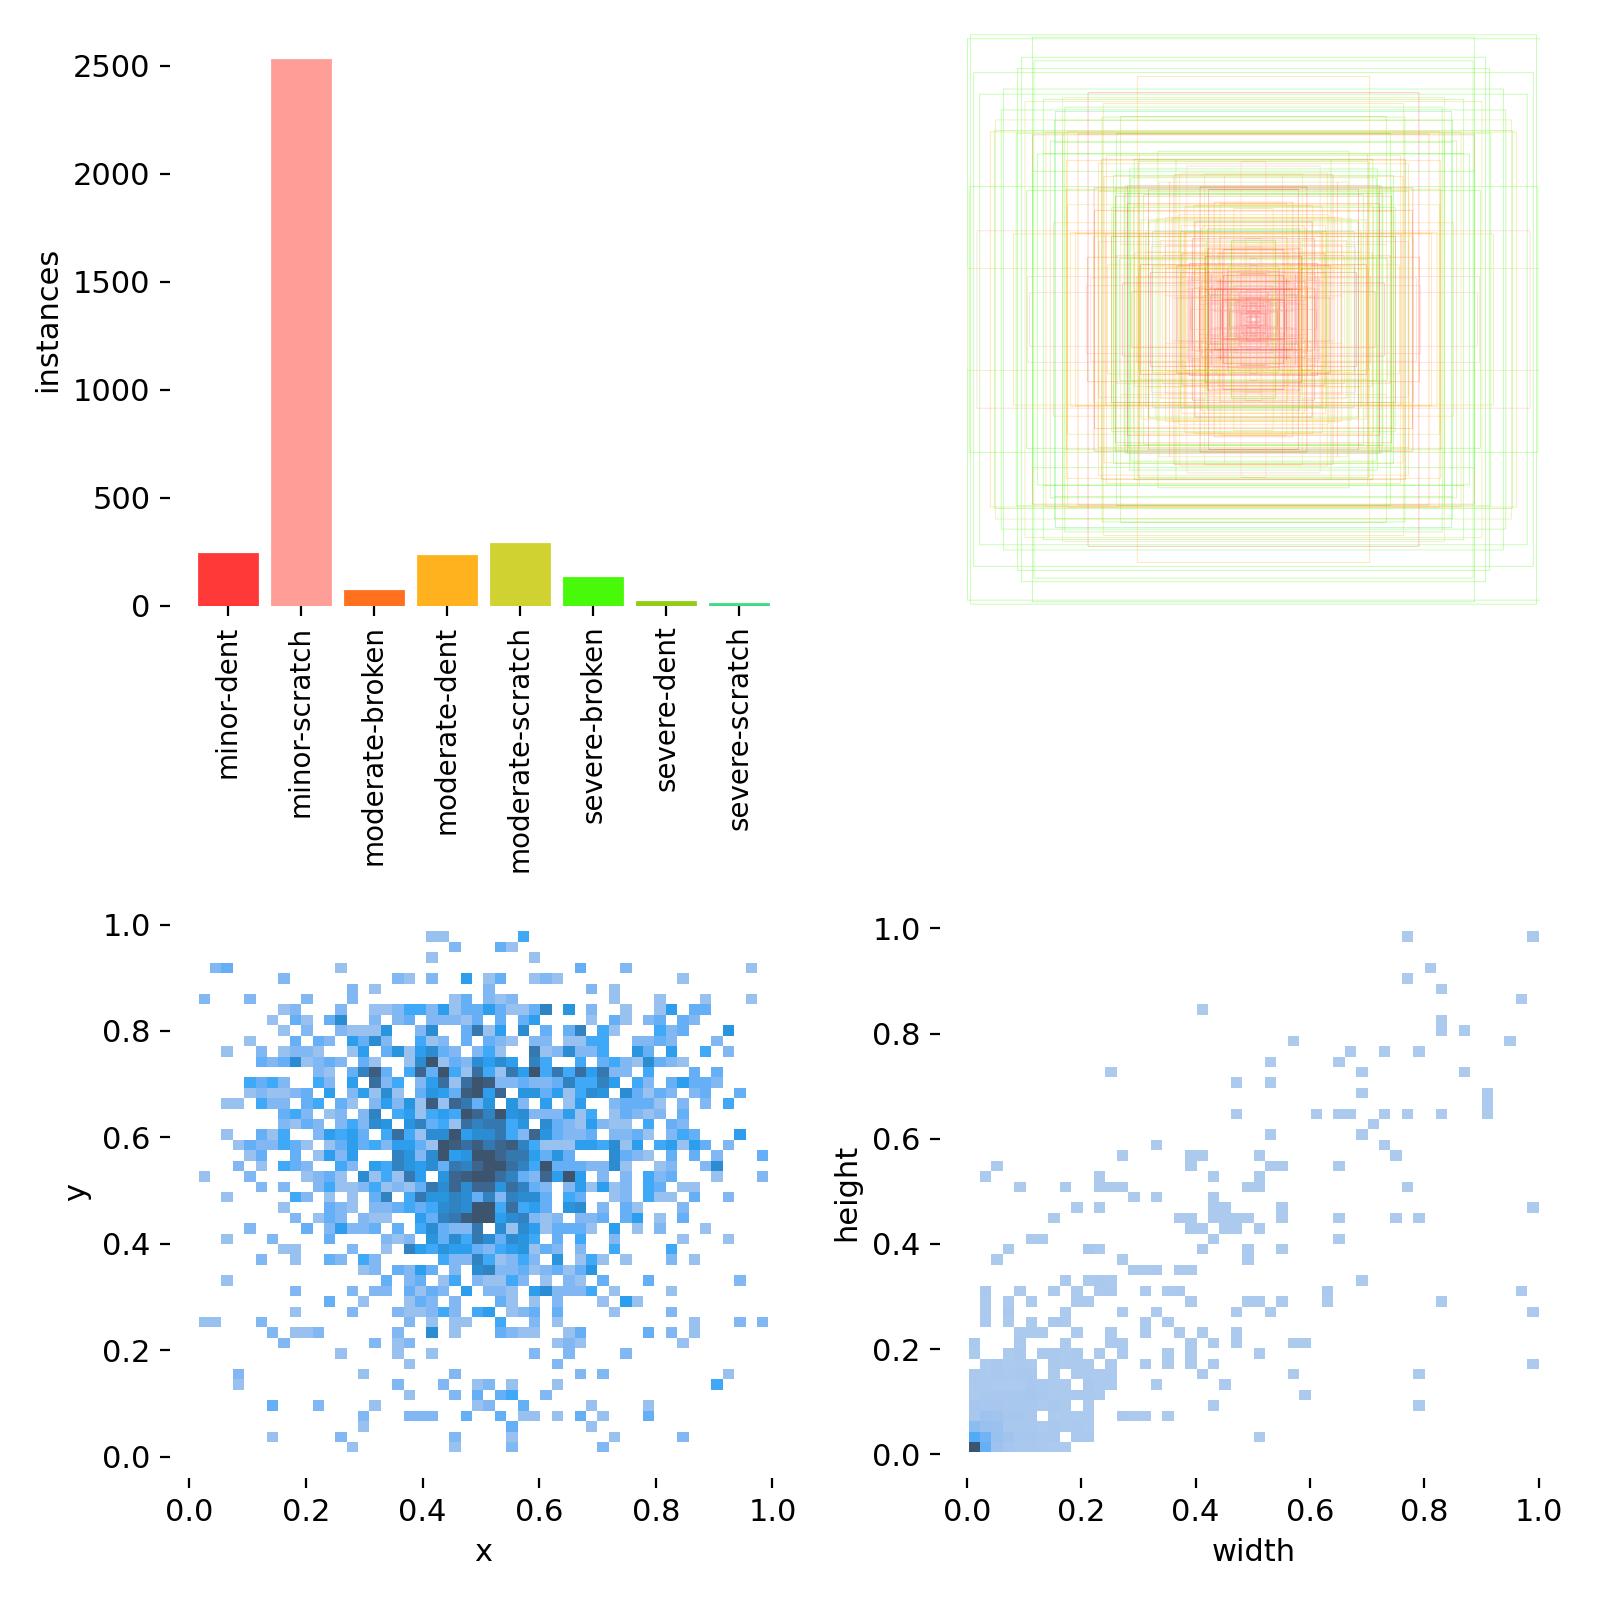 2500
2000
1500
1000
500
0
instances
minor-dent
minor-scratch
moderate-broken
moderate-dent
moderate-scratch
severe-broken
severe-dent
severe-scratch
1.0
0.8
0.6
0.4
0.2
0.0
y
0.0 0.2 0.4 0.6 0.8 1.0
x
1.0
0.8
0.6
0.4
0.2
0.0
height
0.0 0.2 0.4 0.6 0.8 1.0
width